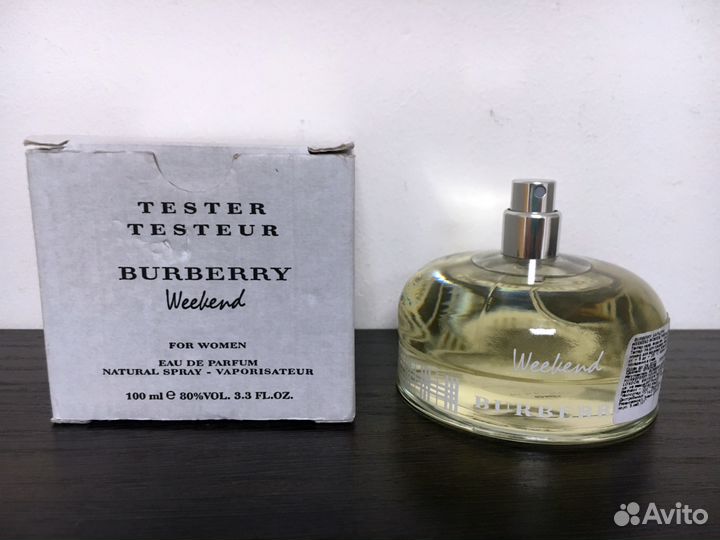 TESTER
TESTEUR
BURBERRY
Weekend
FOR WOMEN
EAU DE PARFUM
NATURAL SPRAY - VAPORISATEUR
100 ml e 80%VOL. 3.3 FL.OZ.
Weekend
BURBERR
Avito